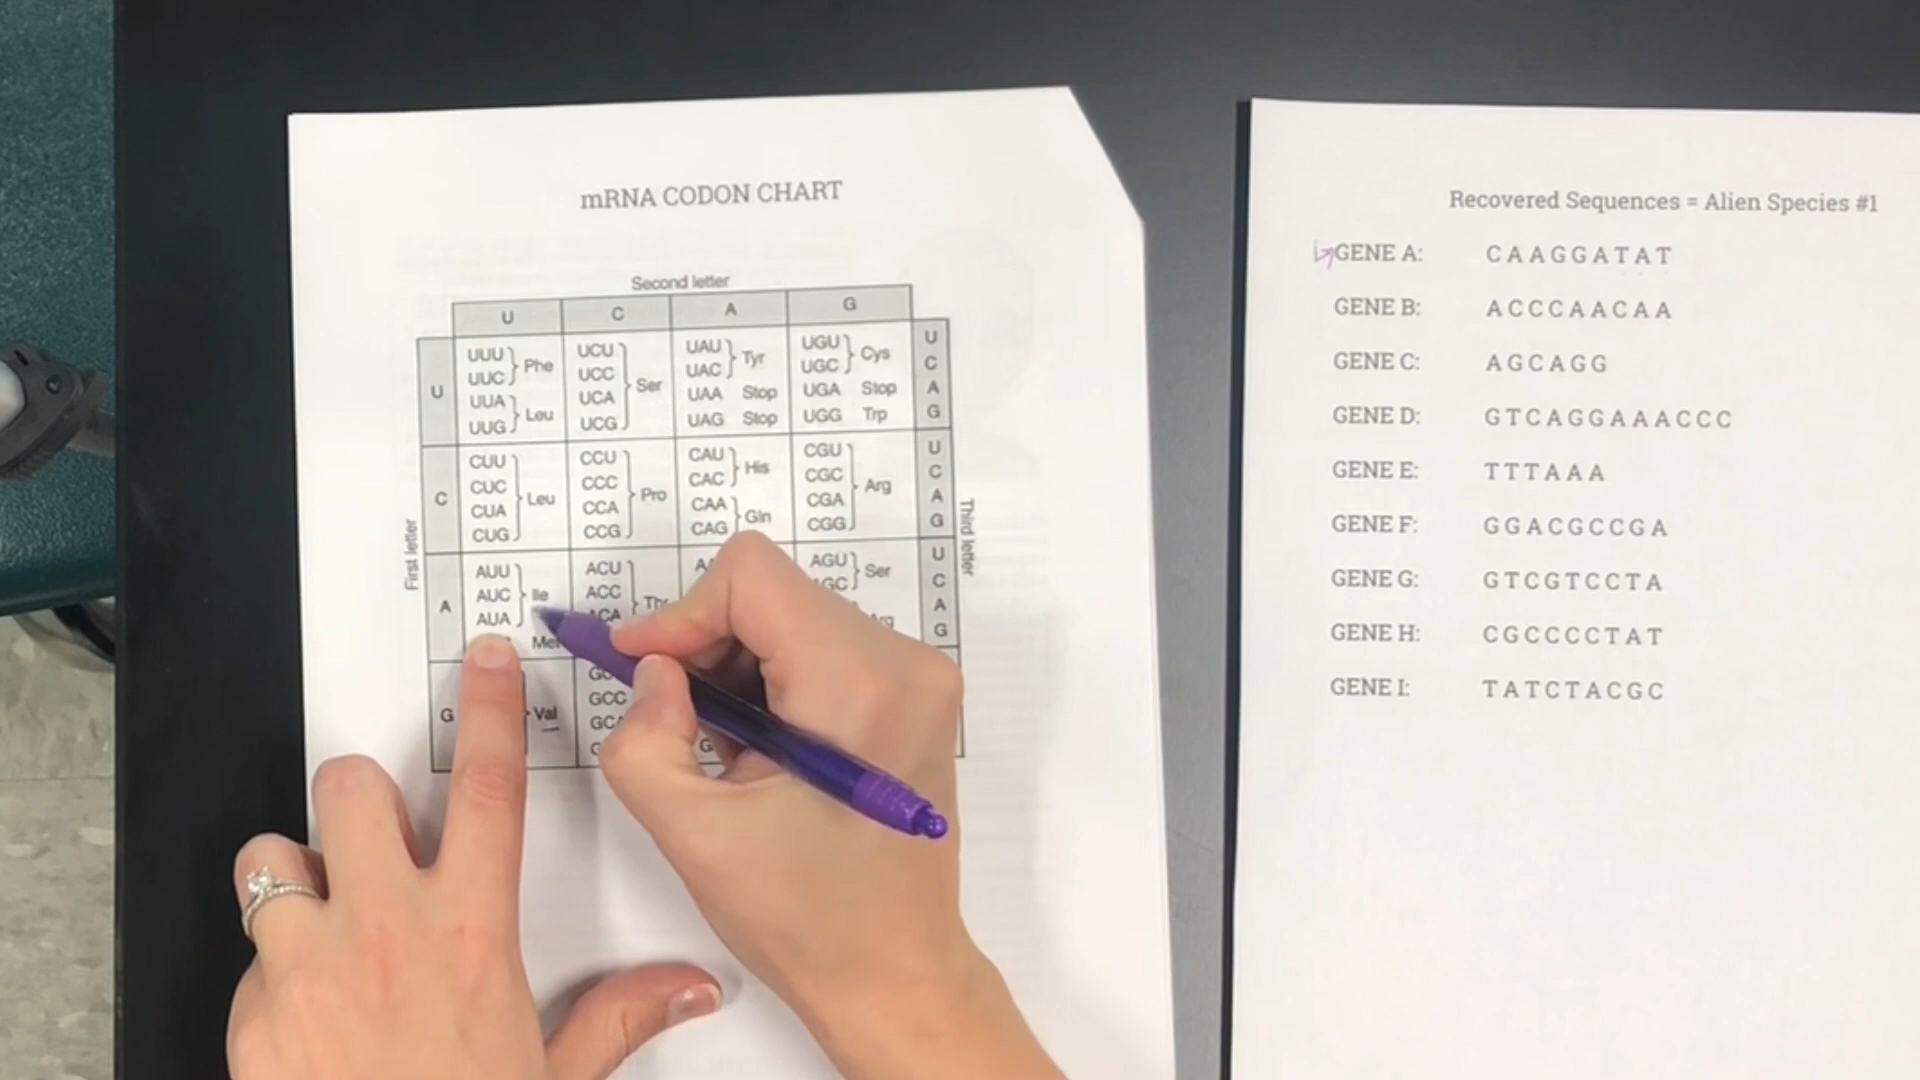 mRNA CODON CHART
Second letter
U C A G
First letter
U
UUU Phe
UUC
UUA Leu
UUG
UCU
UCC
UCA Ser
UCG
UAU Tyr
UAC
UAA Stop
UAG Stop
UGU Cys
UGC
UGA Stop
UGG Trp
U
C
A
G
C
CUU
CUC Leu
CUA
CUG
CCU
CCC Pro
CCA
CCG
CAU His
CAC
CAA Gln
CAG
CGU
CGC Arg
CGA
CGG
U
C
A
G
A
AUU
AUC Ile
AUA
ACU
ACC
ACA
AGU Ser
U
C
A
G
G
Val
GCC
Third letter
Recovered Sequences = Alien Species #1
GENE A: CAAGGATAT
GENE B: ACCCAACAA
GENE C: AGCAGG
GENE D: GTCAGGAAACCC
GENE E: TTTAAA
GENE F: GGACGCCGA
GENE G: GTCGTCCTA
GENE H: CGCCCCTAT
GENE I: TATCTACGC